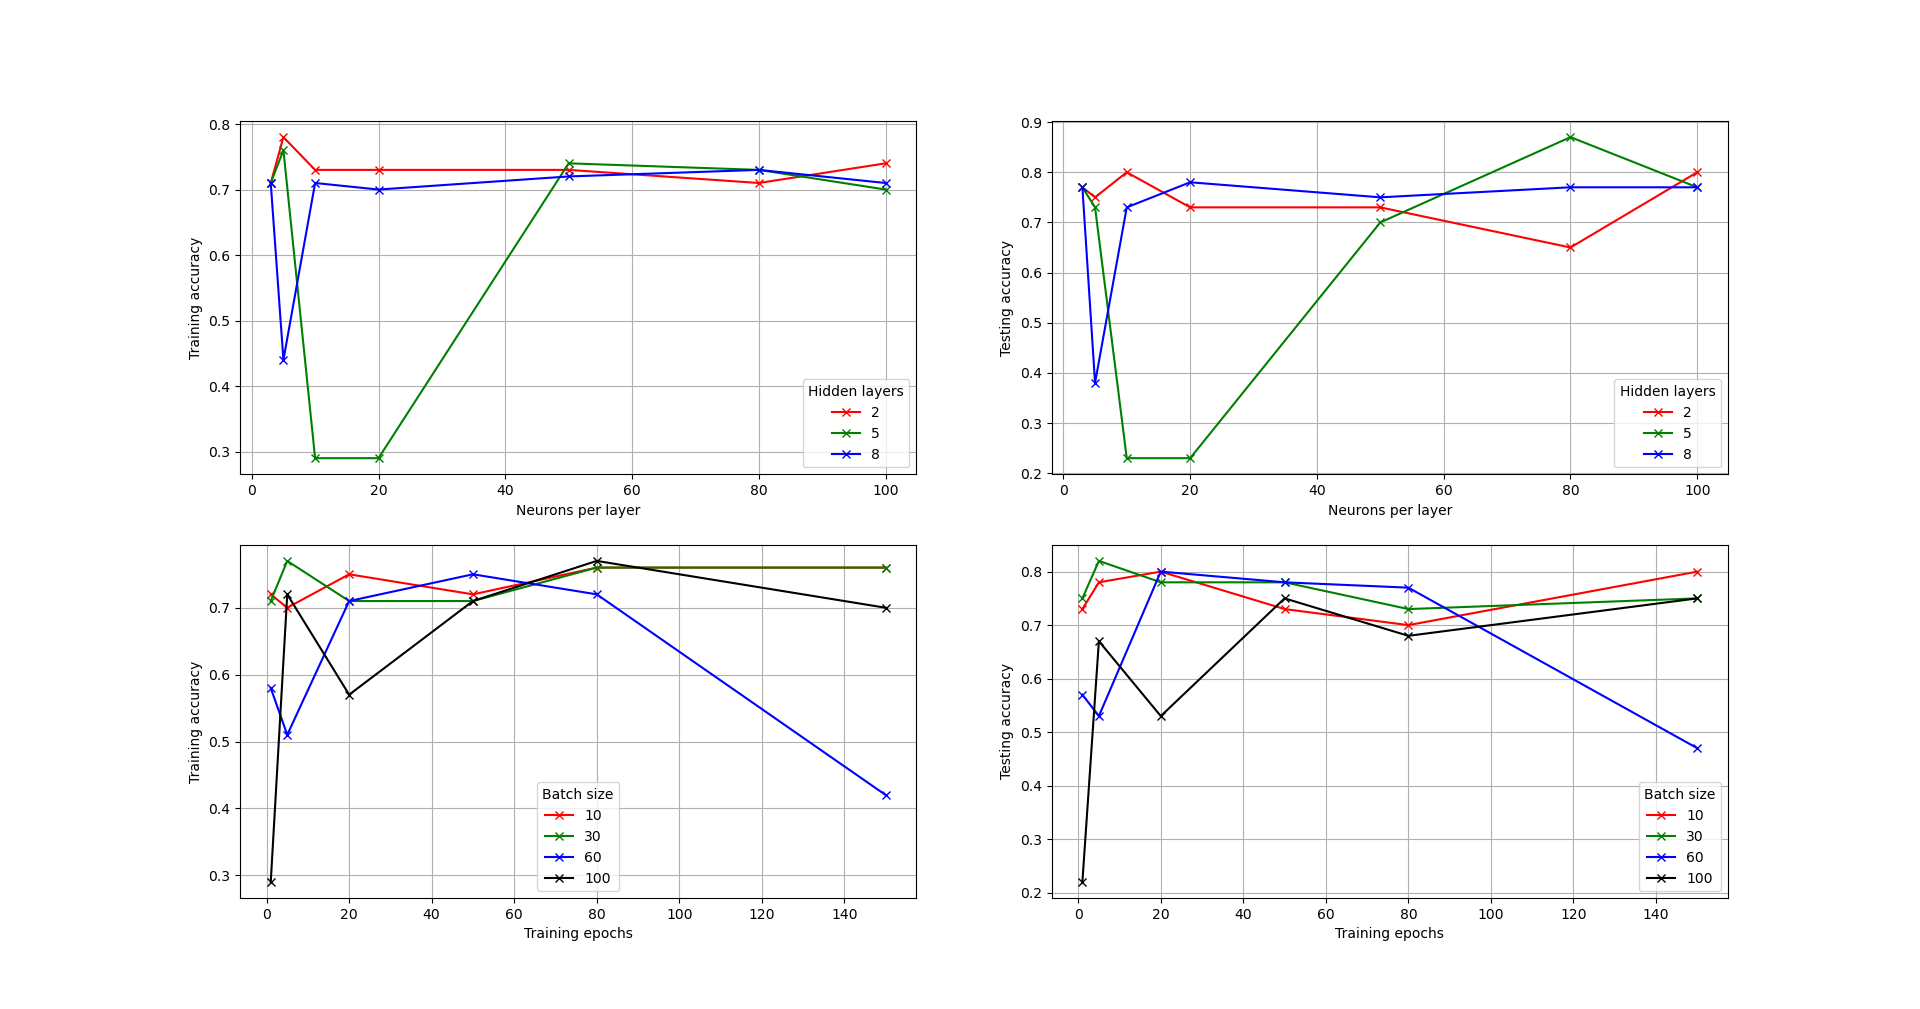 0.8
0.7
0.6
0.5
0.4
0.3
Training accuracy
0 20 40 60 80 100
Neurons per layer
Hidden layers
2
5
8
0.9
0.8
0.7
0.6
0.5
0.4
0.3
0.2
Testing accuracy
0 20 40 60 80 100
Neurons per layer
Hidden layers
2
5
8
0.7
0.6
0.5
0.4
0.3
Training accuracy
0 20 40 60 80 100 120 140
Training epochs
Batch size
10
30
60
100
0.8
0.7
0.6
0.5
0.4
0.3
0.2
Testing accuracy
0 20 40 60 80 100 120 140
Training epochs
Batch size
10
30
60
100